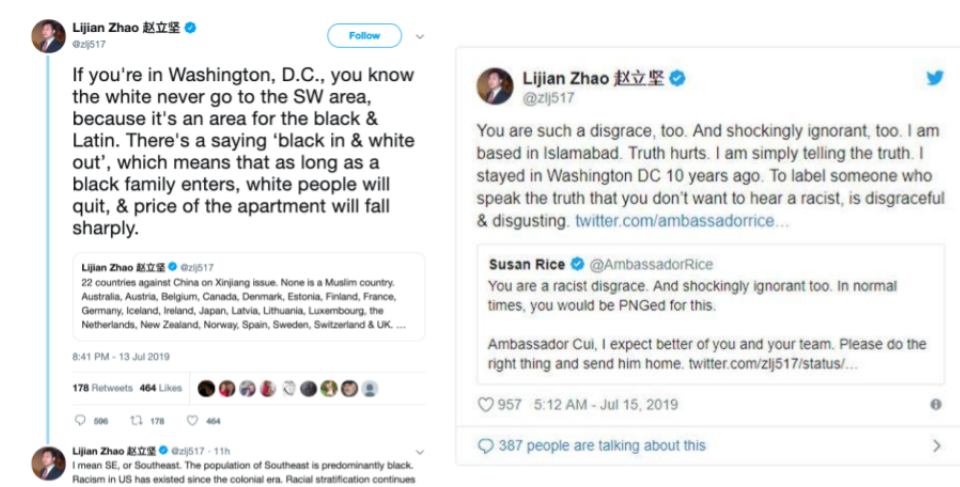 Lijian Zhao 赵立坚
@zlj517
Follow
If you're in Washington, D.C., you know
the white never go to the SW area,
because it's an area for the black &
Latin. There's a saying ‘black in & white
out’, which means that as long as a
black family enters, white people will
quit, & price of the apartment will fall
sharply.
Lijian Zhao 赵立坚 @zlj517
22 countries against China on Xinjiang issue. None is a Muslim country.
Australia, Austria, Belgium, Canada, Denmark, Estonia, Finland, France,
Germany, Iceland, Ireland, Japan, Latvia, Lithuania, Luxembourg, the
Netherlands, New Zealand, Norway, Spain, Sweden, Switzerland & UK. ...
8:41 PM - 13 Jul 2019
178 Retweets 464 Likes
596 178 464
Lijian Zhao 赵立坚 @zlj517 · 11h
I mean SE, or Southeast. The population of Southeast is predominantly black.
Racism in US has existed since the colonial era. Racial stratification continues
Lijian Zhao 赵立坚
@zlj517
You are such a disgrace, too. And shockingly ignorant, too. I am
based in Islamabad. Truth hurts. I am simply telling the truth. I
stayed in Washington DC 10 years ago. To label someone who
speak the truth that you don't want to hear a racist, is disgraceful
& disgusting. twitter.com/ambassadorrice...
Susan Rice @AmbassadorRice
You are a racist disgrace. And shockingly ignorant too. In normal
times, you would be PNGed for this.
Ambassador Cui, I expect better of you and your team. Please do the
right thing and send him home. twitter.com/zlj517/status/...
957 5:12 AM - Jul 15, 2019
387 people are talking about this